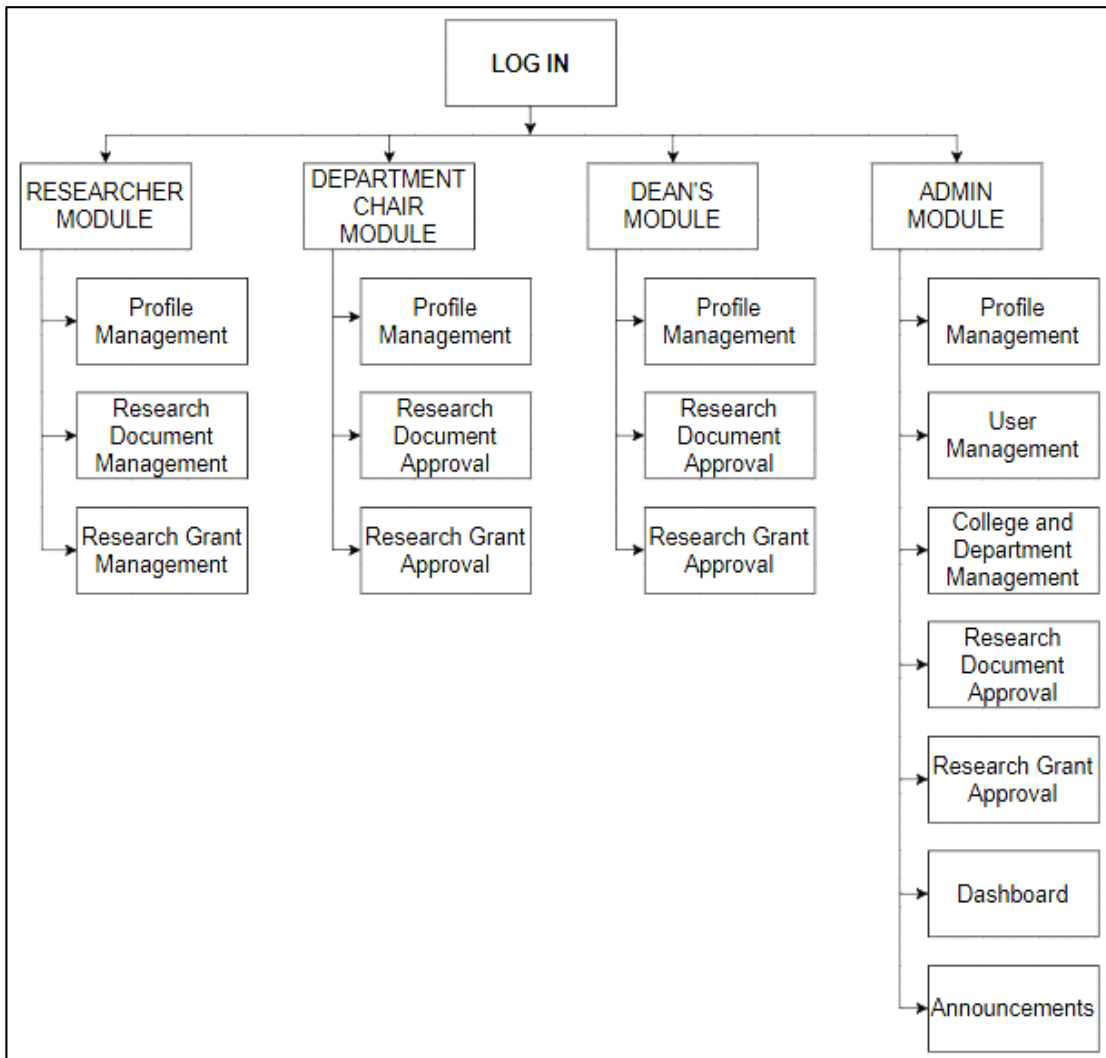 LOG IN
RESEARCHER
MODULE
DEPARTMENT
CHAIR
MODULE
DEAN'S
MODULE
ADMIN
MODULE
Profile
Management
Research
Document
Management
Research Grant
Management
Profile
Management
Research
Document
Approval
Research Grant
Approval
Profile
Management
Research
Document
Approval
Research Grant
Approval
Profile
Management
User
Management
College and
Department
Management
Research
Document
Approval
Research Grant
Approval
Dashboard
Announcements